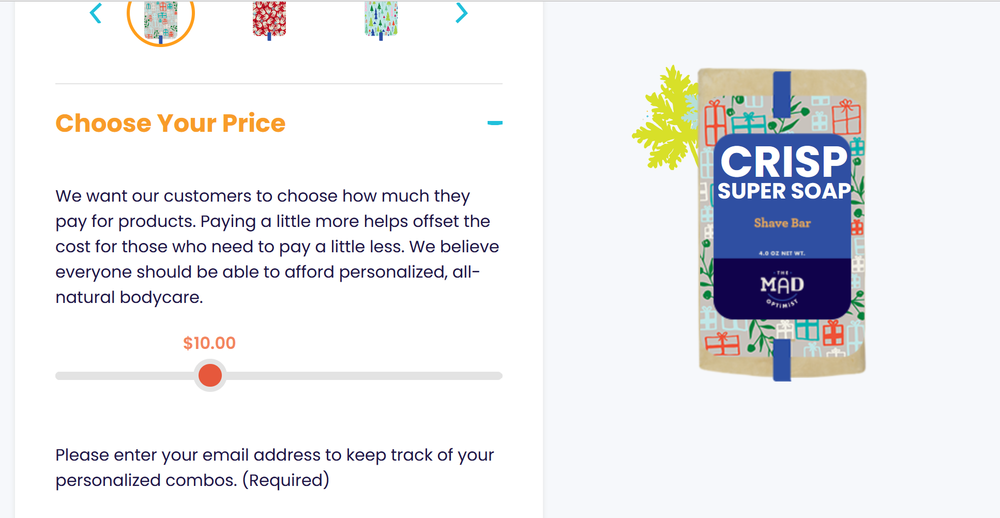 Choose Your Price
We want our customers to choose how much they
pay for products. Paying a little more helps offset the
cost for those who need to pay a little less. We believe
everyone should be able to afford personalized, all-
natural bodycare.
$10.00
Please enter your email address to keep track of your
personalized combos. (Required)
CRISP
SUPER SOAP
Shave Bar
4.0 OZ NET WT.
THE
MAD
OPTIMIST